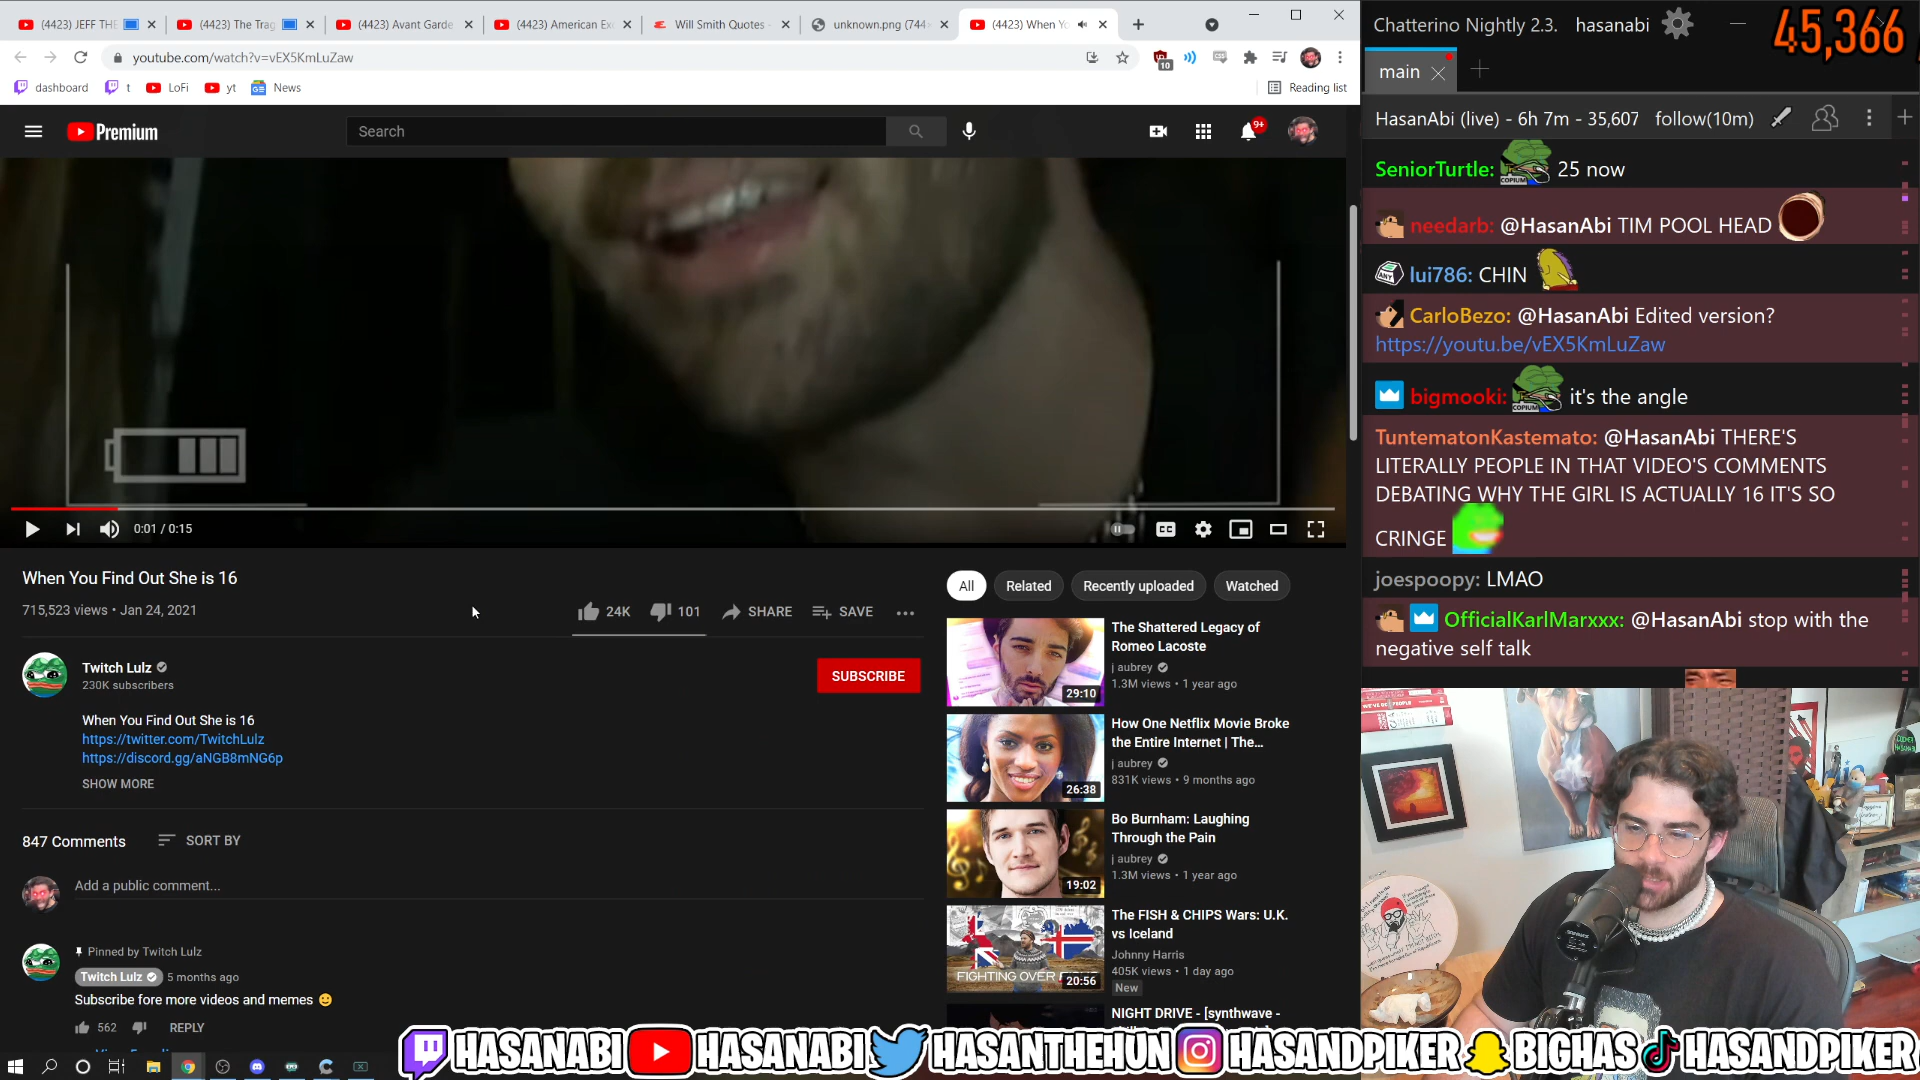 (4423) JEFF THE
(4423) The Trag
(4423) Avant Garde
(4423) American Ex
Will Smith Quotes
unknown.png (744
(4423) When Yo
youtube.com/watch?v=vEX5KmLuZaw
10
dashboard
t
LoFi
yt
News
Reading list
Premium
Search
9+
0:01 / 0:15
CC
When You Find Out She is 16
715,523 views • Jan 24, 2021
24K
101
SHARE
SAVE
Twitch Lulz
230K subscribers
SUBSCRIBE
When You Find Out She is 16
https://twitter.com/TwitchLulz
https://discord.gg/aNGB8mNG6p
SHOW MORE
847 Comments
SORT BY
Add a public comment...
Pinned by Twitch Lulz
Twitch Lulz
5 months ago
Subscribe fore more videos and memes
562
REPLY
All
Related
Recently uploaded
Watched
The Shattered Legacy of
Romeo Lacoste
j aubrey
1.3M views • 1 year ago
29:10
How One Netflix Movie Broke
the Entire Internet | The...
j aubrey
831K views • 9 months ago
26:38
Bo Burnham: Laughing
Through the Pain
j aubrey
1.3M views • 1 year ago
19:02
The FISH & CHIPS Wars: U.K.
vs Iceland
Johnny Harris
405K views • 1 day ago
New
FIGHTING OVER
20:56
NIGHT DRIVE - [synthwave -
Chatterino Nightly 2.3.
hasanabi
45,366
main
HasanAbi (live) - 6h 7m - 35,607
follow(10m)
SeniorTurtle: COPIUM 25 now
needarb: @HasanAbi TIM POOL HEAD
lui786: CHIN
CarloBezo: @HasanAbi Edited version?
https://youtu.be/vEX5KmLuZaw
bigmooki: COPIUM it's the angle
TuntematonKastemato: @HasanAbi THERE'S
LITERALLY PEOPLE IN THAT VIDEO'S COMMENTS
DEBATING WHY THE GIRL IS ACTUALLY 16 IT'S SO
CRINGE
joespoopy: LMAO
OfficialKarlMarxxx: @HasanAbi stop with the
negative self talk
HASANABI
HASANABI
HASANTHEHUN
HASANDPIKER
BIGHAS
HASANDPIKER